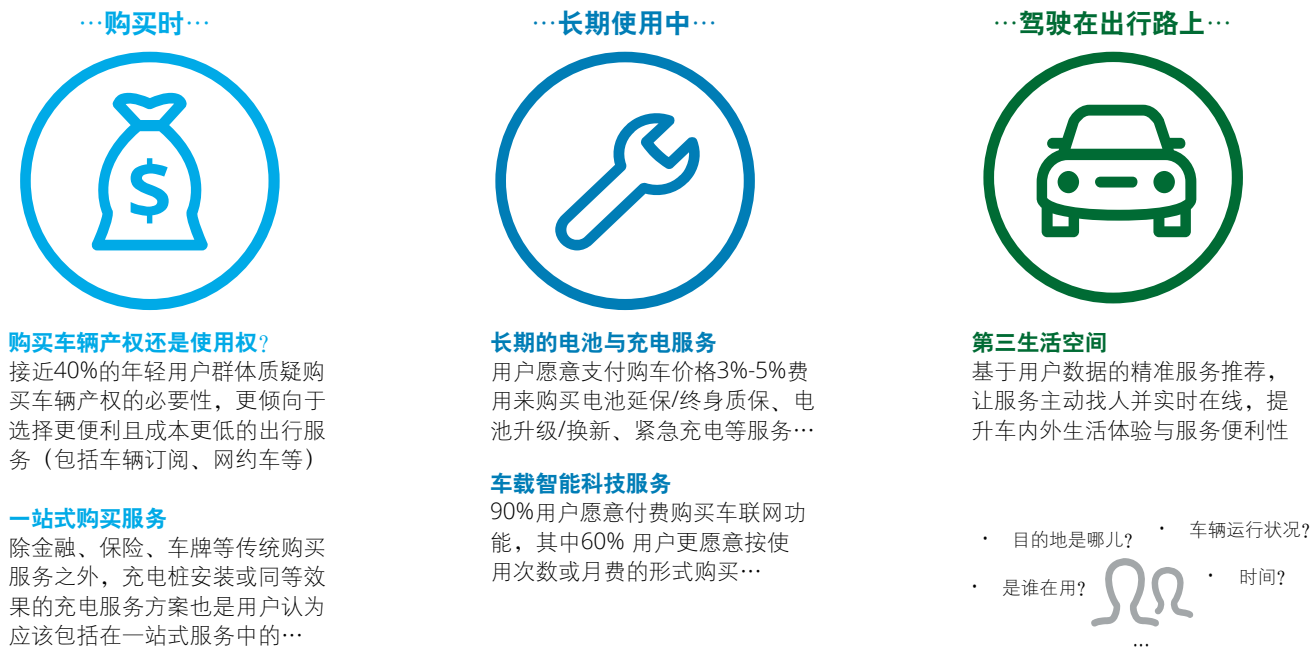 …购买时…
$
购买车辆产权还是使用权?
接近40%的年轻用户群体质疑购
买车辆产权的必要性，更倾向于
选择更便利且成本更低的出行服
务（包括车辆订阅、网约车等）
一站式购买服务
除金融、保险、车牌等传统购买
服务之外，充电桩安装或同等效
果的充电服务方案也是用户认为
应该包括在一站式服务中的…
…长期使用中…
长期的电池与充电服务
用户愿意支付购车价格3%-5%费
用来购买电池延保/终身质保、电
池升级/换新、紧急充电等服务…
车载智能科技服务
90%用户愿意付费购买车联网功
能，其中60% 用户更愿意按使
用次数或月费的形式购买…
…驾驶在出行路上…
第三生活空间
基于用户数据的精准服务推荐，
让服务主动找人并实时在线，提
升车内外生活体验与服务便利性
· 目的地是哪儿?
· 车辆运行状况?
· 是谁在用?
· 时间?
…